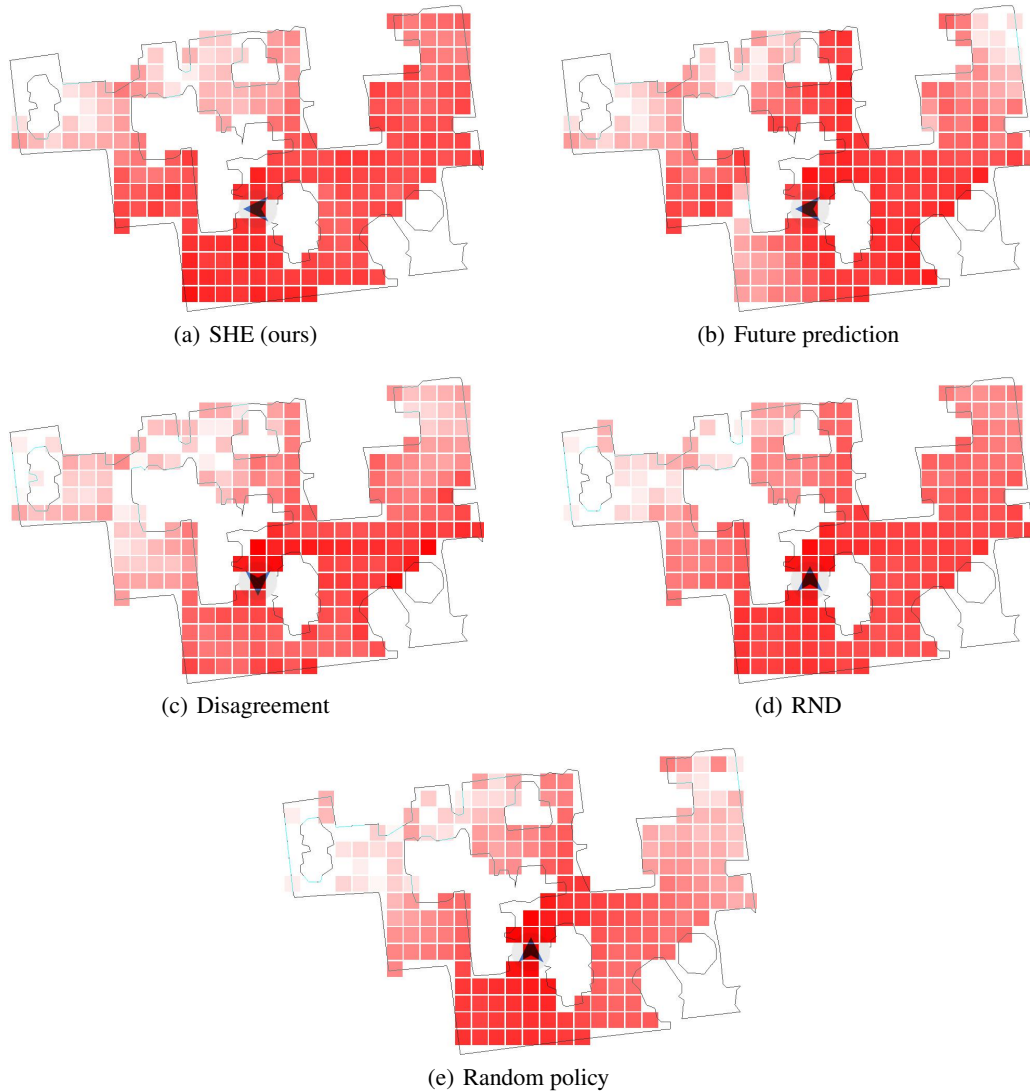 (a) SHE (ours)
(b) Future prediction
(c) Disagreement
(d) RND
(e) Random policy